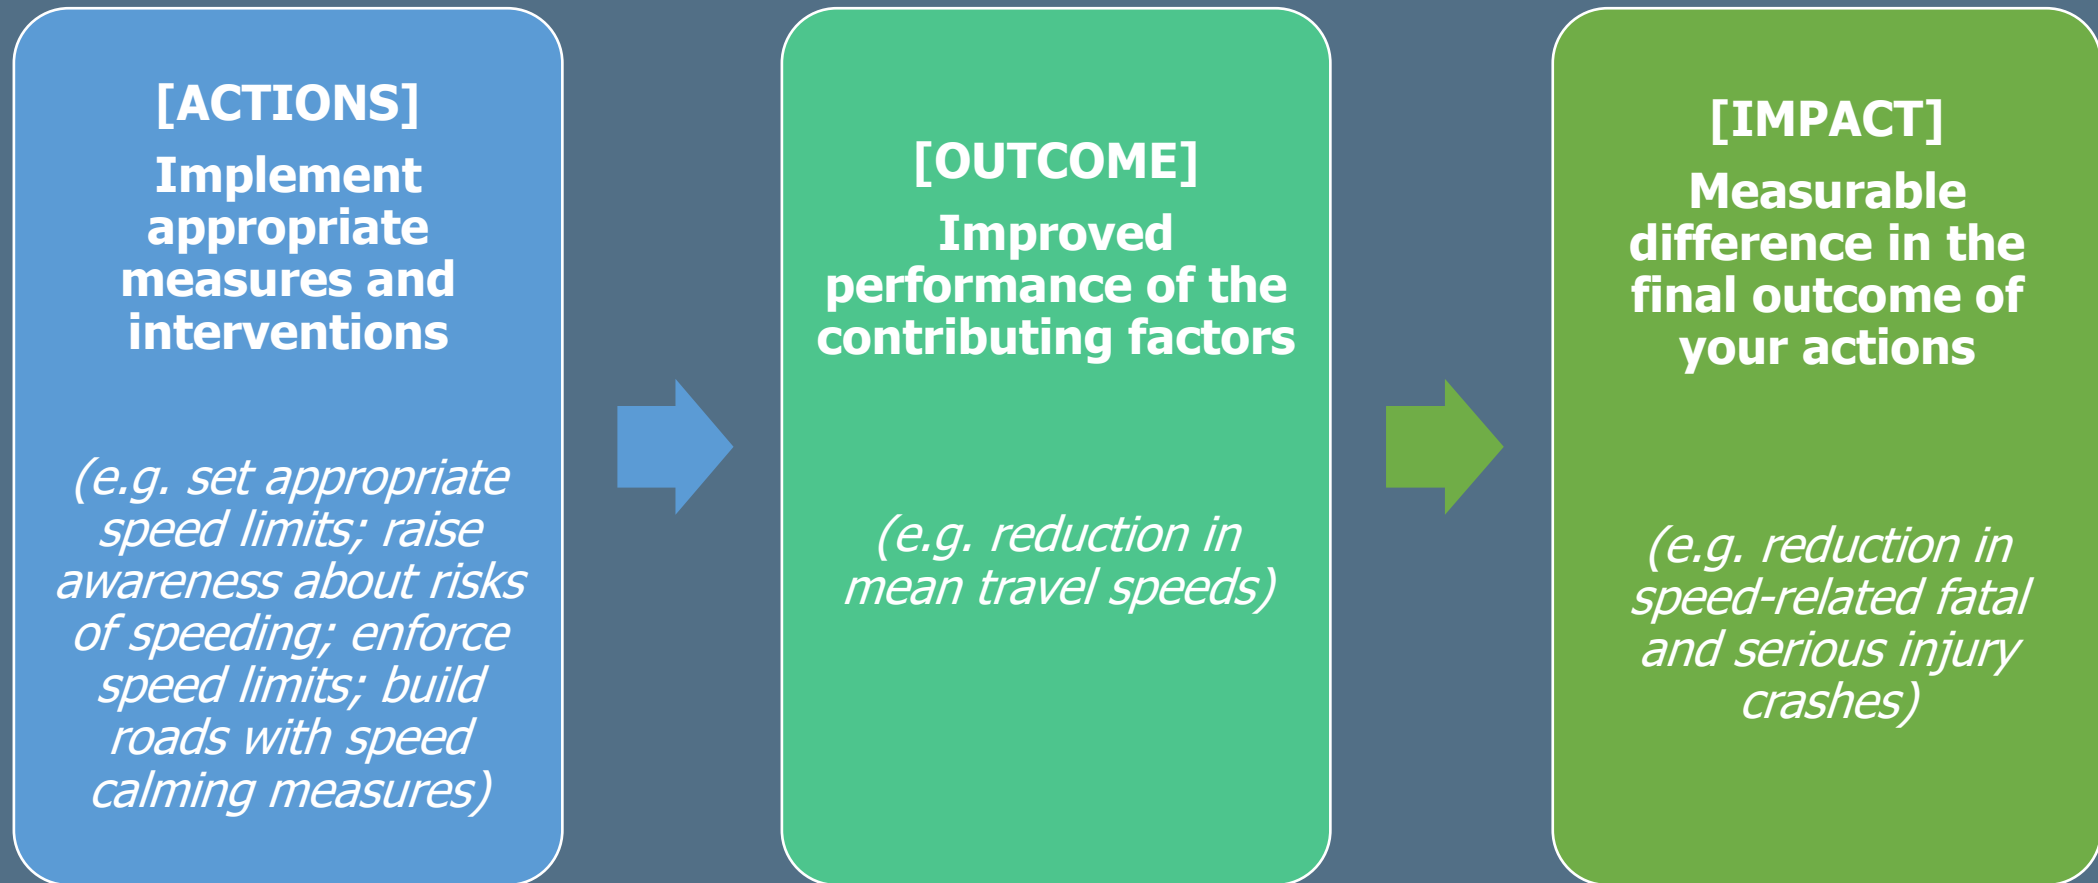 [ACTIONS]
Implement
appropriate
measures and
interventions
(e.g. set appropriate
speed limits; raise
awareness about risks
of speeding; enforce
speed limits; build
roads with speed
calming measures)
[OUTCOME]
Improved
performance of the
contributing factors
(e.g. reduction in
mean travel speeds)
[IMPACT]
Measurable
difference in the
final outcome of
your actions
(e.g. reduction in
speed-related fatal
and serious injury
crashes)